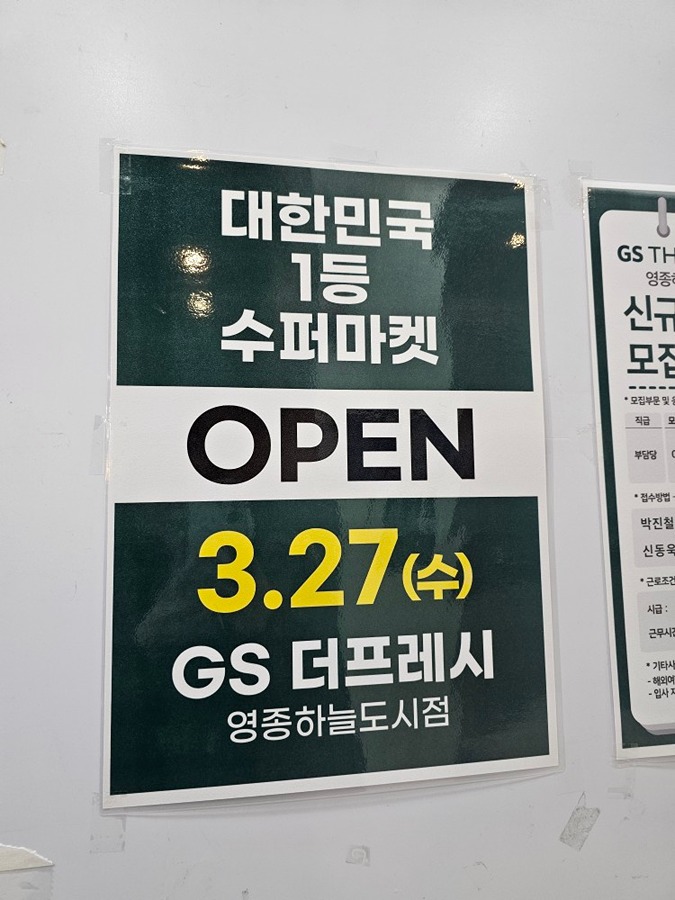 대한민국
1등
수퍼마켓
OPEN
3.27(수)
GS 더프레시
영종하늘도시점
GS TH
영종
신규
모집
* 모집부문 및
직급
부담당
* 접수방법 -
박진철
신동욱
* 근로조건
시급 :
근무시간
* 기타사
- 해외여
- 입사 지